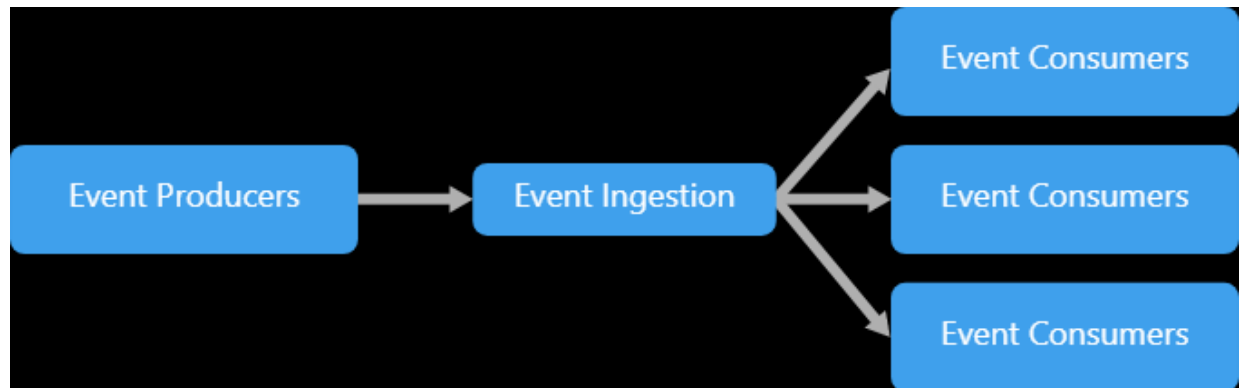 Event Consumers
Event Producers
Event Ingestion
Event Consumers
Event Consumers